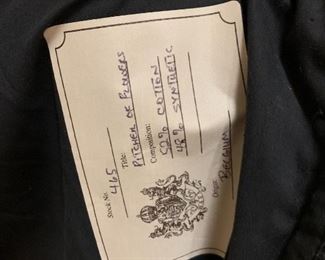 Stock No. 465
Title:
PITCHER OF FLOWERS
Composition:
52% COTTON
48% SYNTHETIC
Origin:
BELGIUM